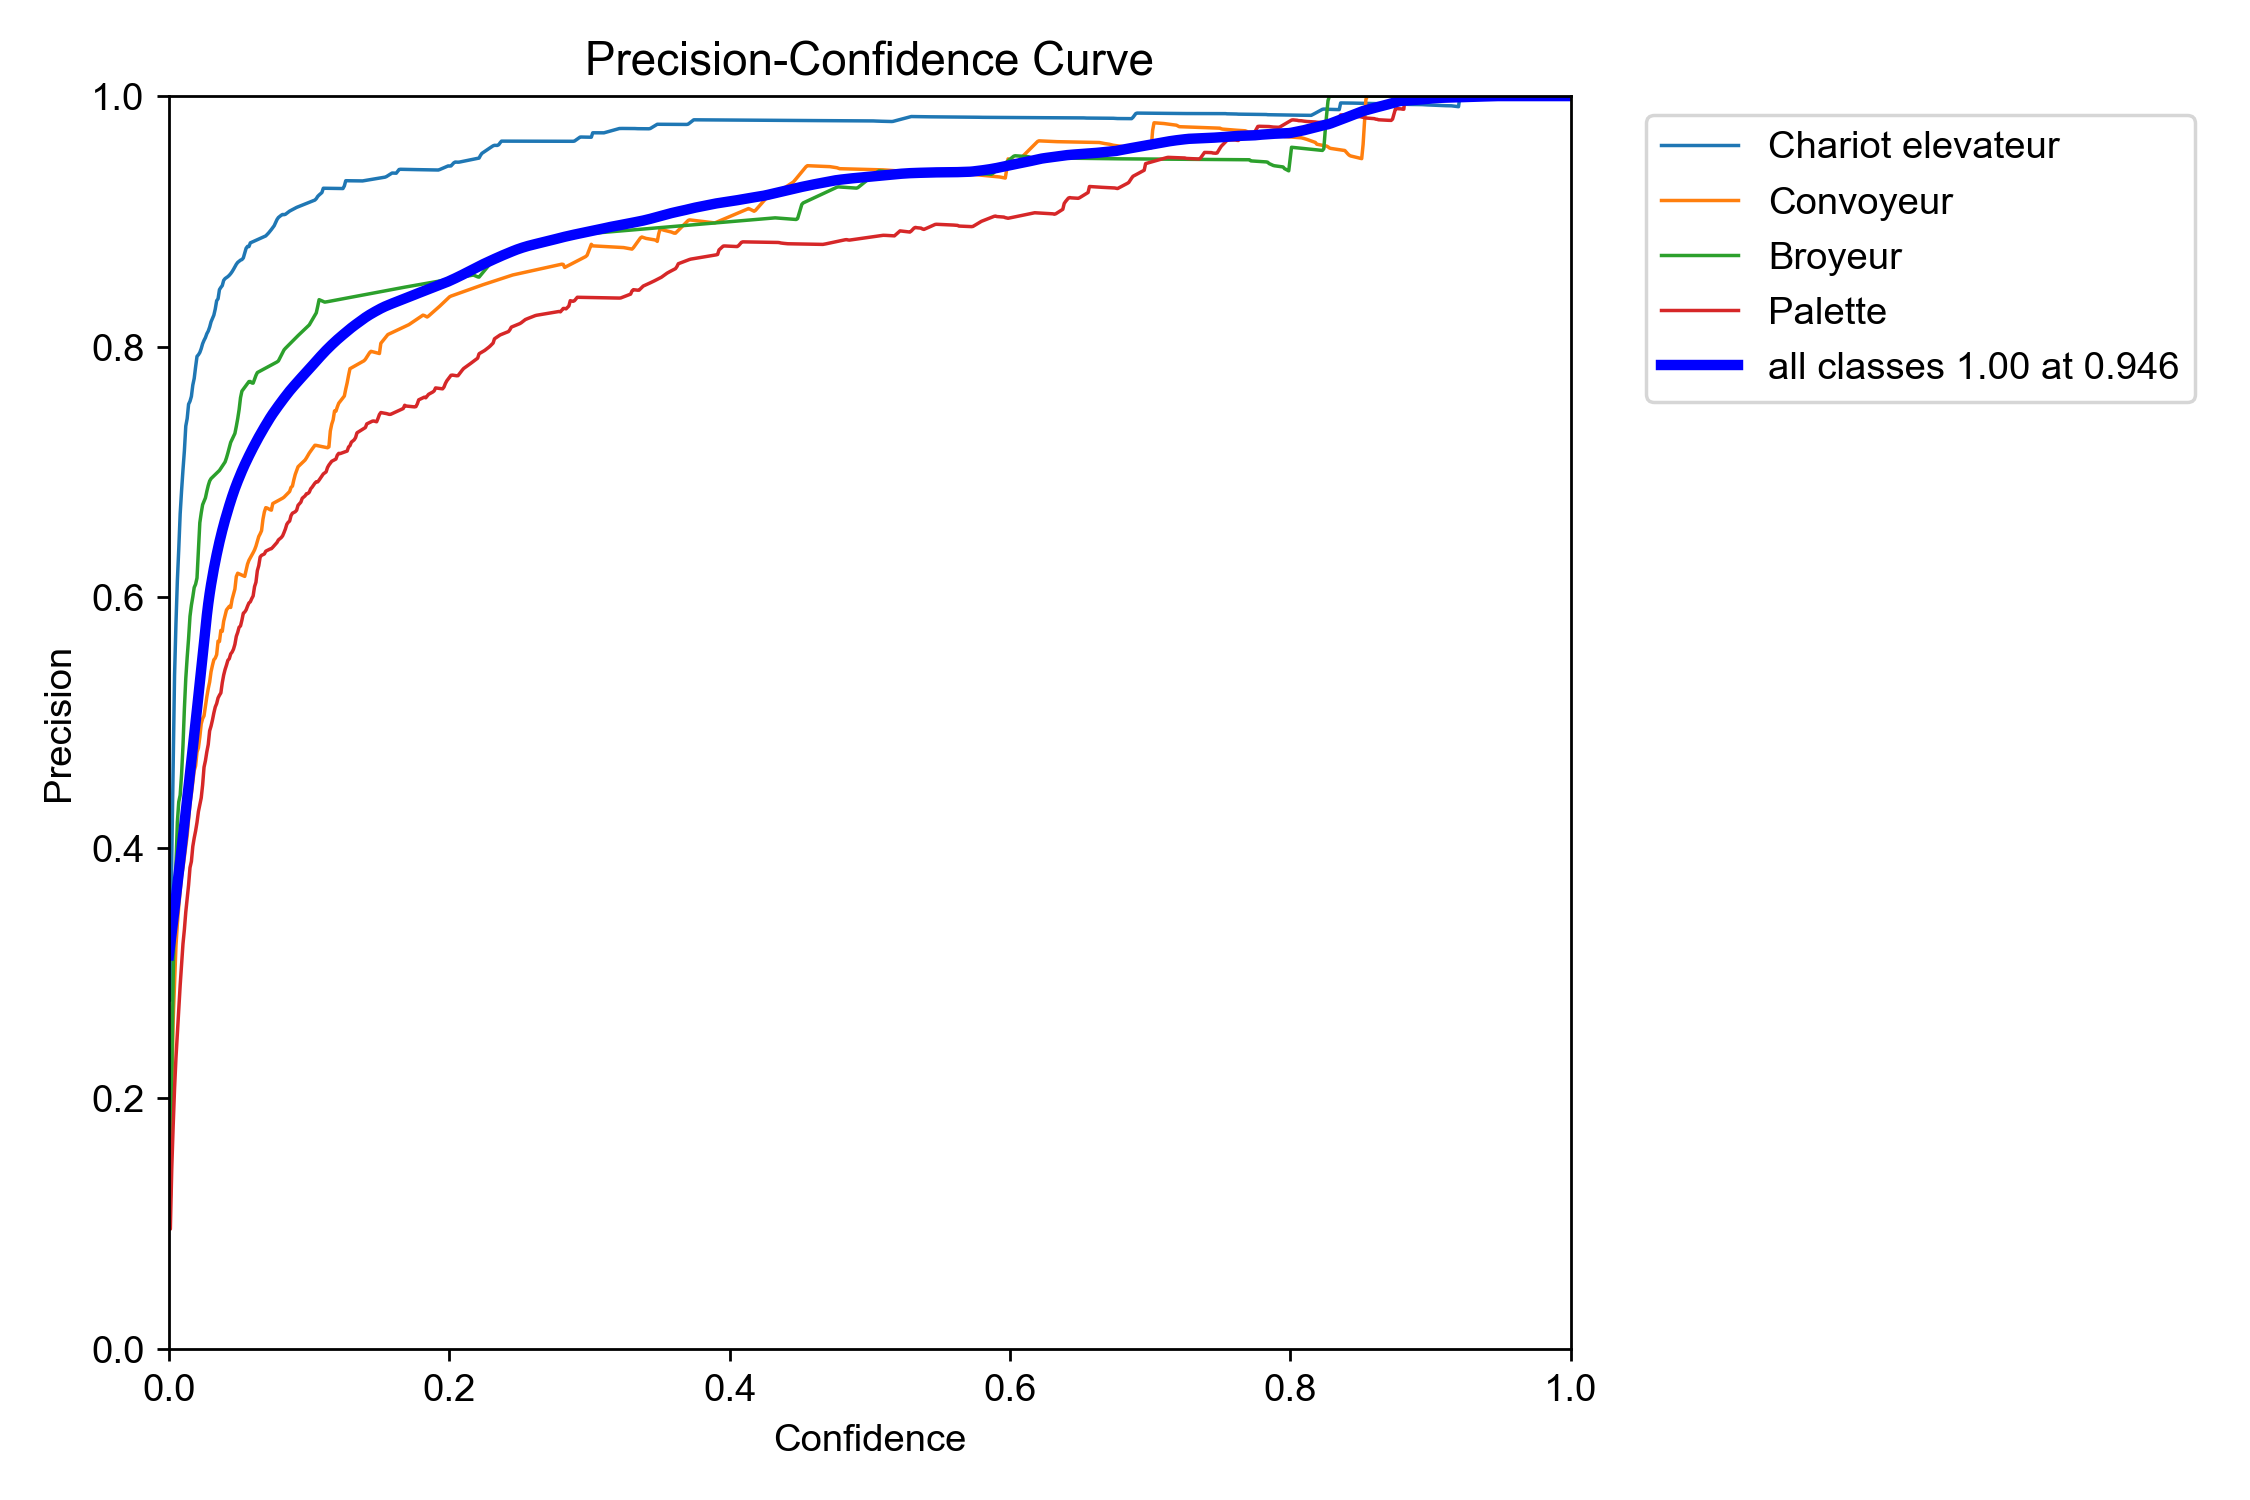 Precision-Confidence Curve
1.0
0.8
0.6
0.4
0.2
0.0
Precision
0.0 0.2 0.4 0.6 0.8 1.0
Confidence
Chariot elevateur
Convoyeur
Broyeur
Palette
all classes 1.00 at 0.946